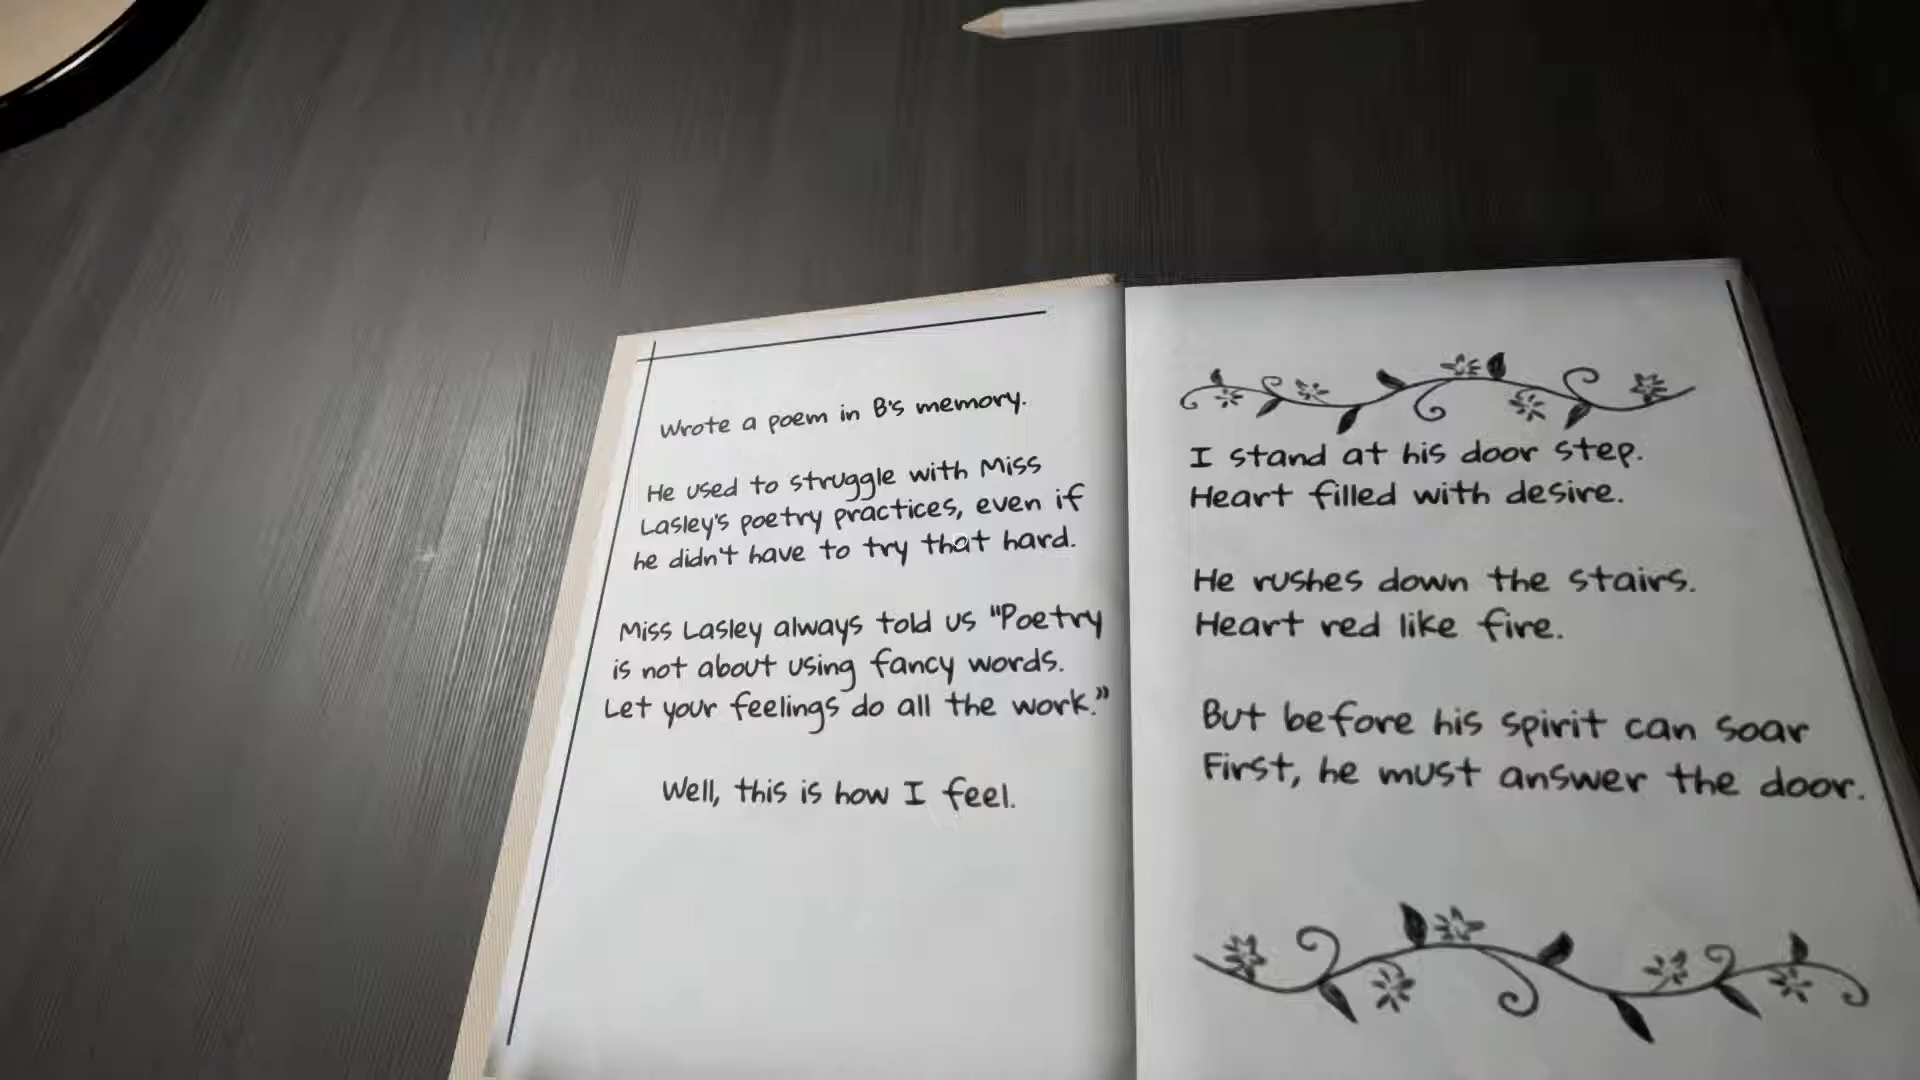 Wrote a poem in B's memory.
He used to struggle with Miss
Lasley's poetry practices, even if
he didn't have to try that hard.
Miss Lasley always told us "Poetry
is not about using fancy words.
Let your feelings do all the work."
Well, this is how I feel.
I stand at his door step.
Heart filled with desire.
He rushes down the stairs.
Heart red like fire.
But before his spirit can soar
First, he must answer the door.